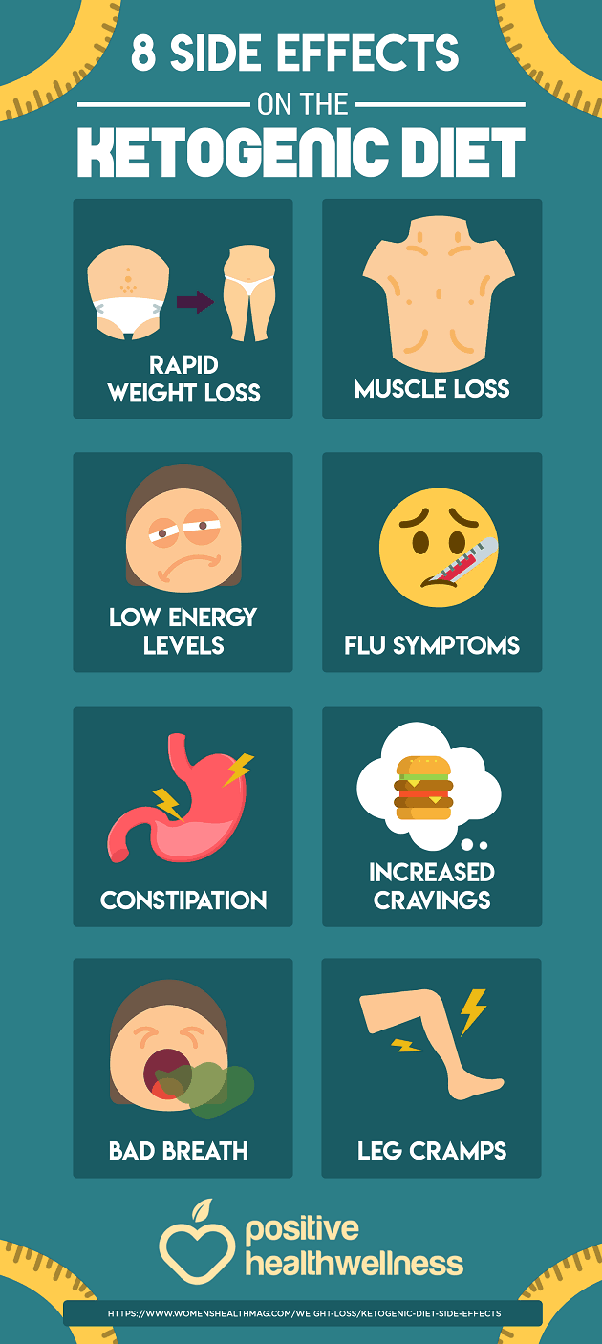 8 SIDE EFFECTS
ON THE
KETOGENIC DIET
RAPID
WEIGHT LOSS
MUSCLE LOSS
LOW ENERGY
LEVELS
FLU SYMPTOMS
CONSTIPATION
INCREASED
CRAVINGS
BAD BREATH
LEG CRAMPS
positive
healthwellness
HTTPS://WWW.WOMENSHEALTHMAG.COM/WEIGHT-LOSS/KETOGENIC-DIET-SIDE-EFFECTS